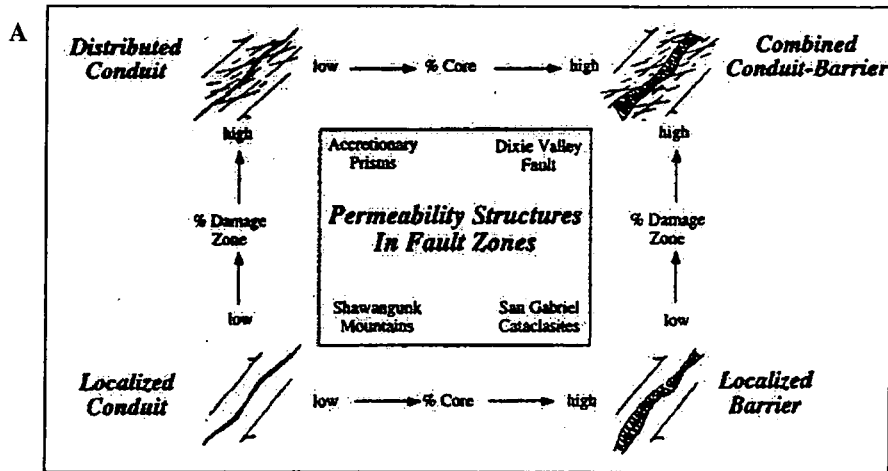 A
Distributed
Conduit
low
% Core
high
Combined
Conduit-Barrier
high
high
Accretionary
Prisms
Dixie Valley
Fault
% Damage
Zone
Permeability Structures
In Fault Zones
% Damage
Zone
Shawangunk
Mountains
San Gabriel
Cataclasites
low
low
Localized
Conduit
low
% Core
high
Localized
Barrier